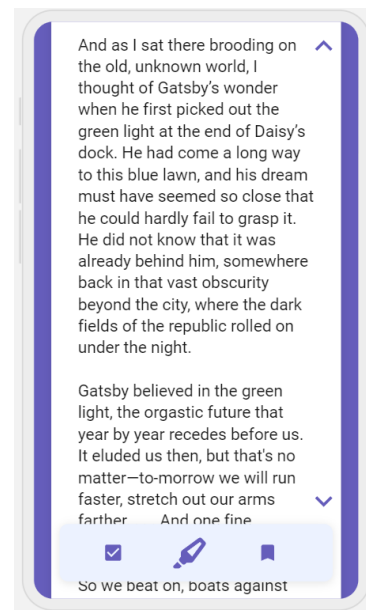 And as I sat there brooding on
the old, unknown world, I
thought of Gatsby’s wonder
when he first picked out the
green light at the end of Daisy’s
dock. He had come a long way
to this blue lawn, and his dream
must have seemed so close that
he could hardly fail to grasp it.
He did not know that it was
already behind him, somewhere
back in that vast obscurity
beyond the city, where the dark
fields of the republic rolled on
under the night.
Gatsby believed in the green
light, the orgastic future that
year by year recedes before us.
It eluded us then, but that's no
matter—to-morrow we will run
faster, stretch out our arms
farther. . . . And one fine
So we beat on, boats against